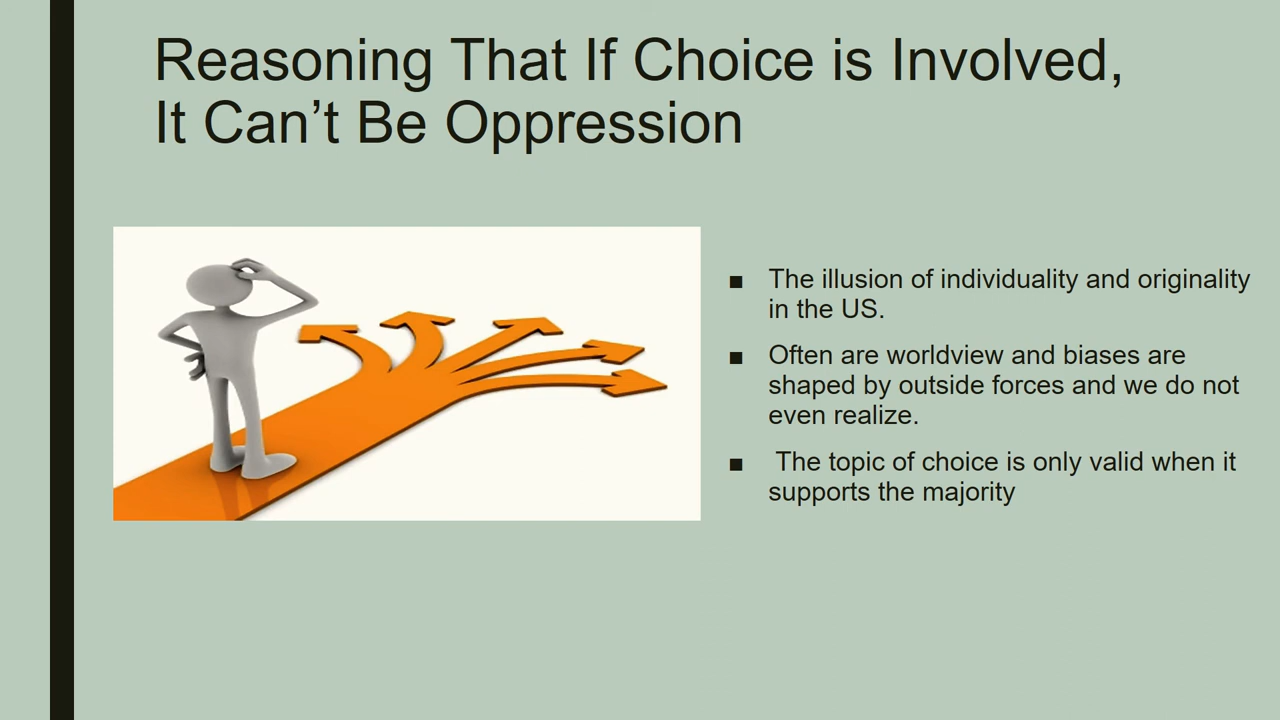 Reasoning That If Choice is Involved,
It Can’t Be Oppression
■ The illusion of individuality and originality
in the US.
■ Often are worldview and biases are
shaped by outside forces and we do not
even realize.
■ The topic of choice is only valid when it
supports the majority